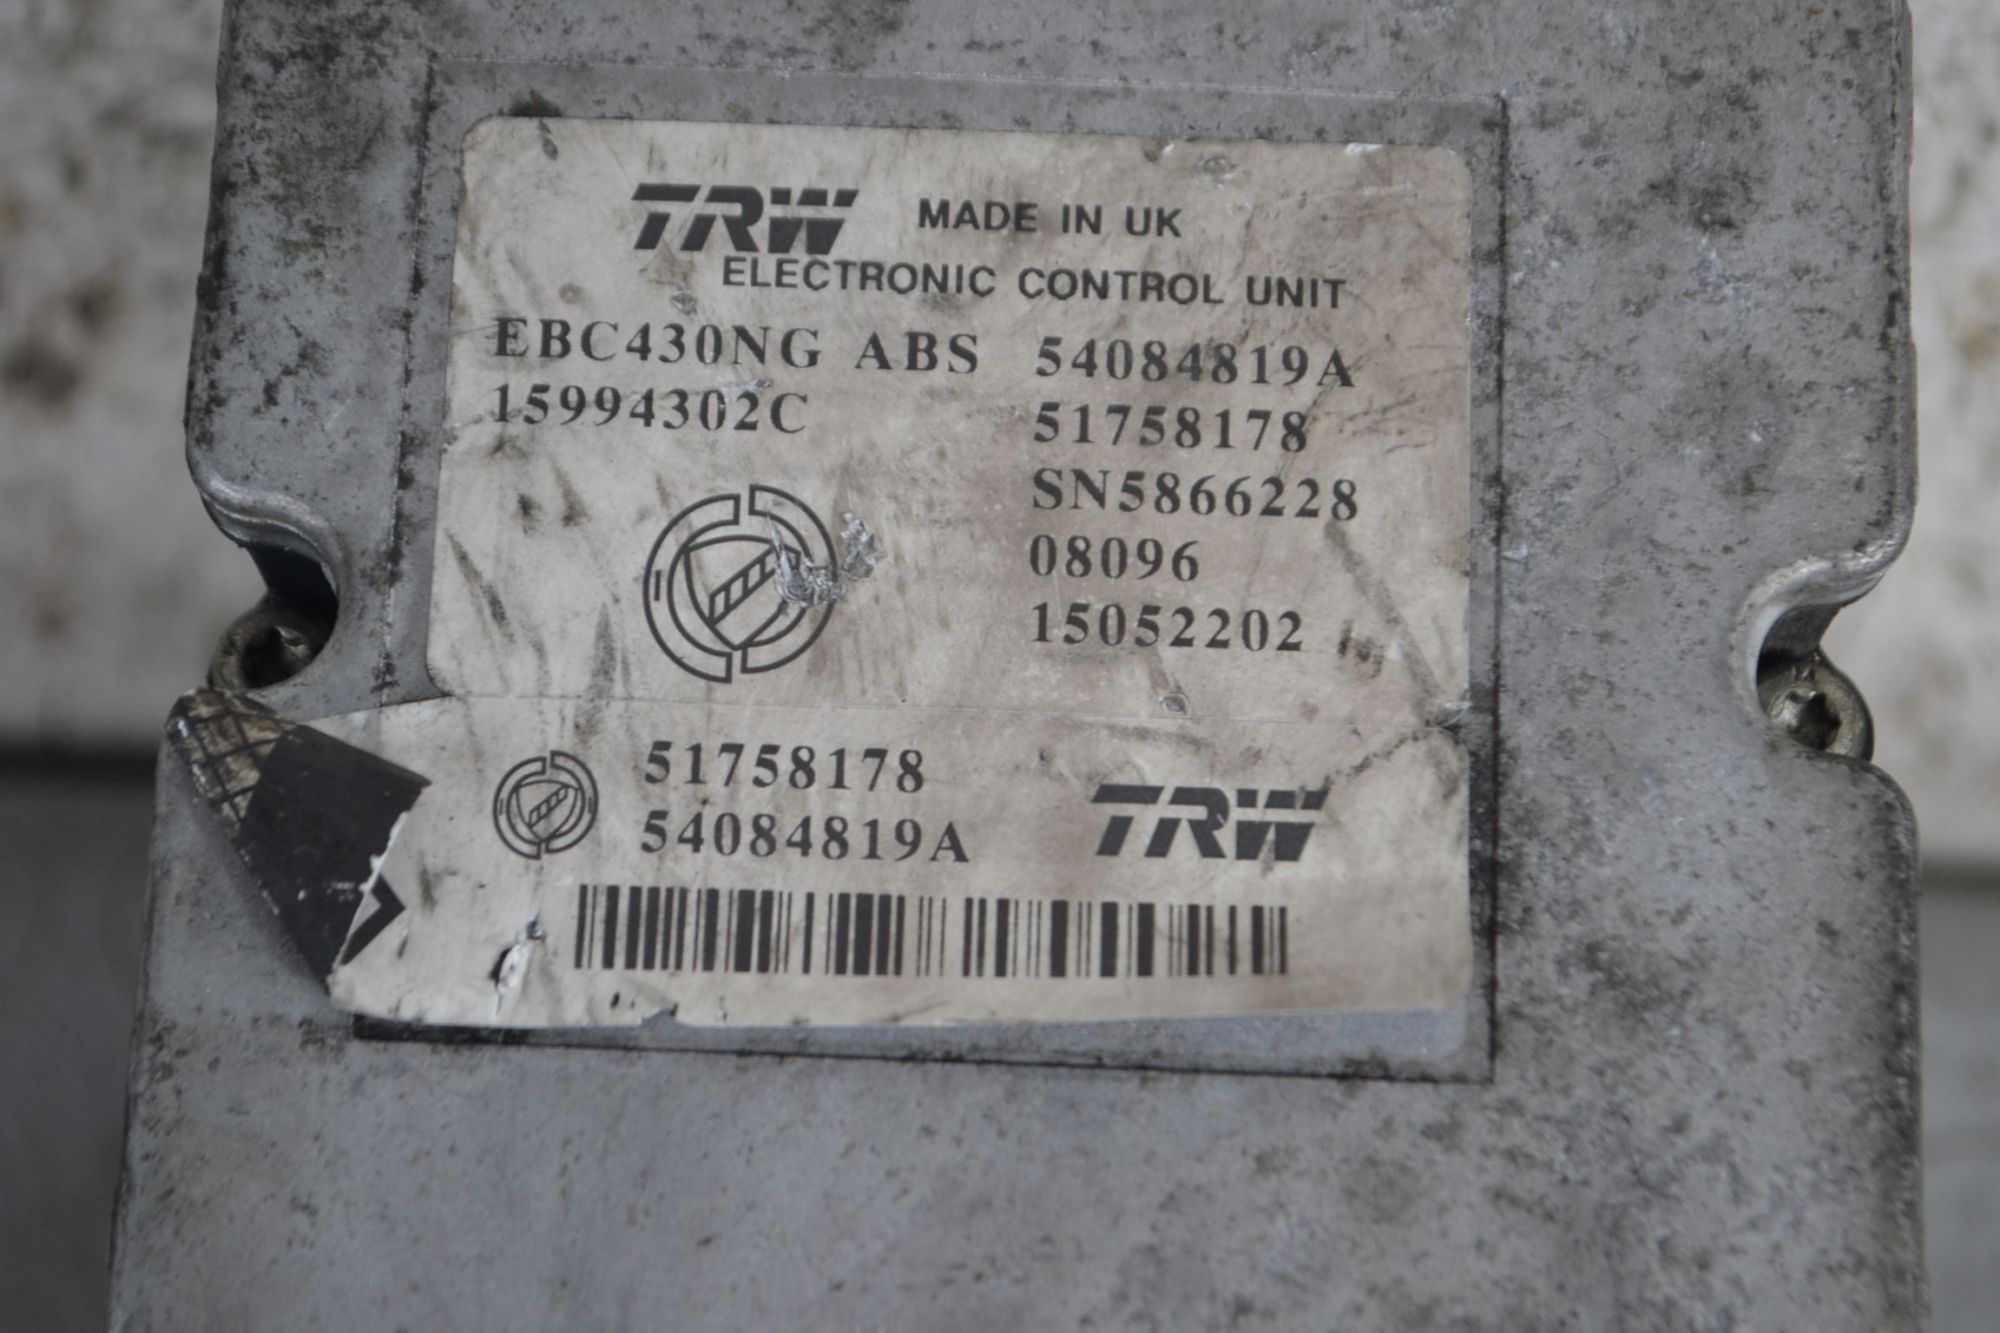 TRW MADE IN UK
ELECTRONIC CONTROL UNIT
EBC430NG ABS 54084819A
15994302C 51758178
SN5866228
08096
15052202
51758178
54084819A TRW